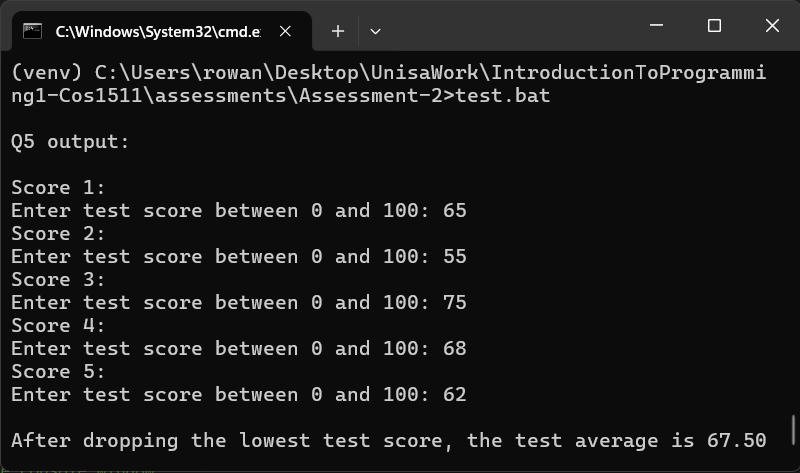 C:\Windows\System32\cmd.e
(venv) C:\Users\rowan\Desktop\UnisaWork\IntroductionToProgrammi
ng1-Cos1511\assessments\Assessment-2>test.bat
Q5 output:
Score 1:
Enter test score between 0 and 100: 65
Score 2:
Enter test score between 0 and 100: 55
Score 3:
Enter test score between 0 and 100: 75
Score 4:
Enter test score between 0 and 100: 68
Score 5:
Enter test score between 0 and 100: 62
After dropping the lowest test score, the test average is 67.50